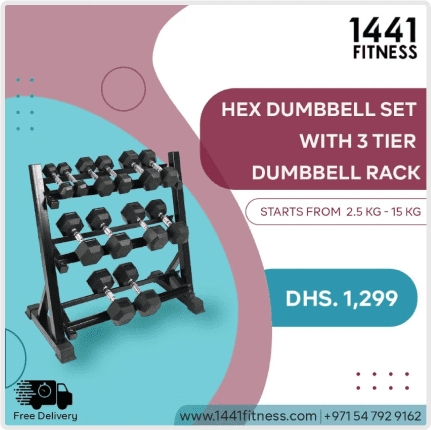 1441
FITNESS
HEX DUMBBELL SET
WITH 3 TIER
DUMBBELL RACK
STARTS FROM 2.5 KG - 15 KG
DHS. 1,299
Free Delivery
www.1441fitness.com | +971 54 792 9162